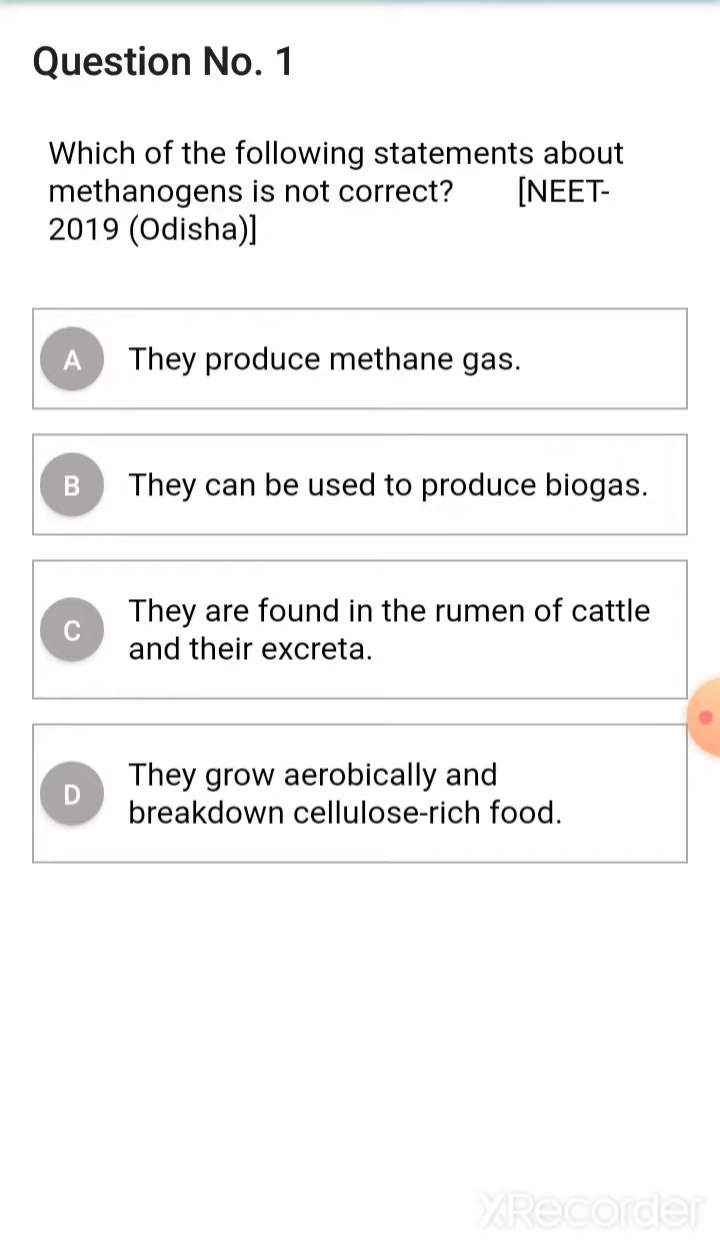 Question No. 1
Which of the following statements about
methanogens is not correct? [NEET-
2019 (Odisha)]
A They produce methane gas.
B They can be used to produce biogas.
C They are found in the rumen of cattle
and their excreta.
D They grow aerobically and
breakdown cellulose-rich food.
XRecorder